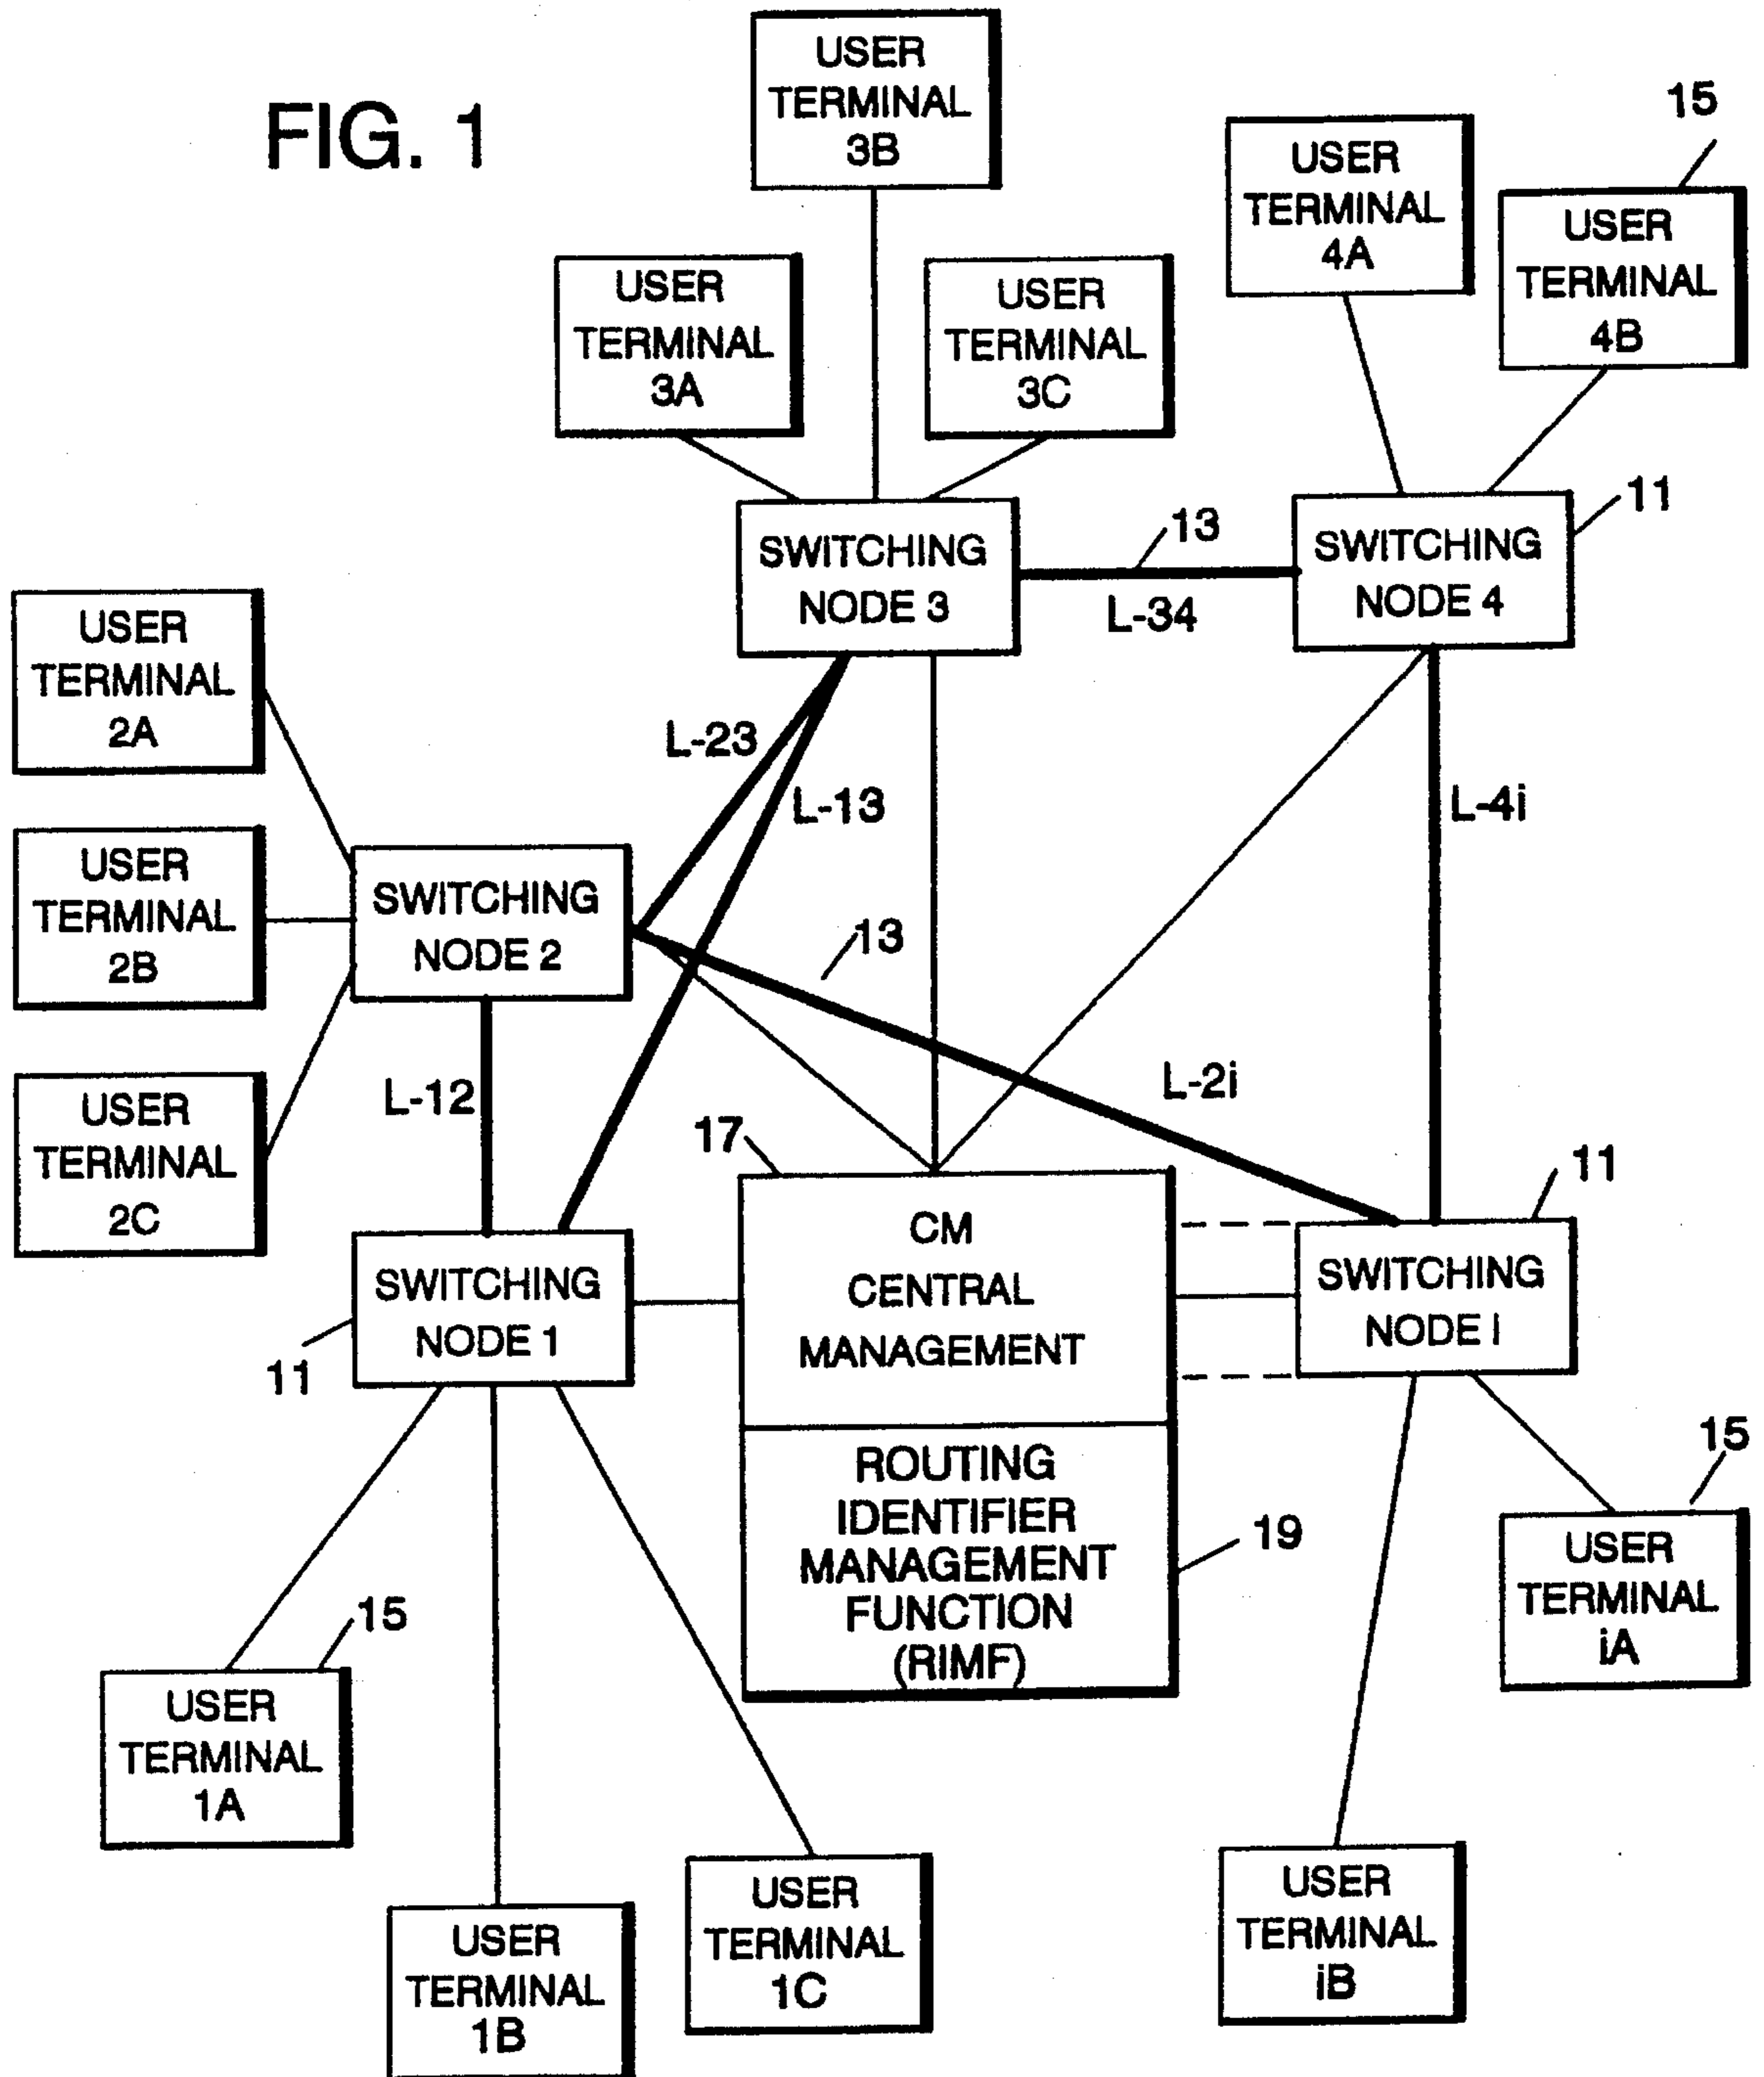 FIG. 1
USER
TERMINAL
3B
USER
TERMINAL
4A
15
USER
TERMINAL
4B
USER
TERMINAL
3A
USER
TERMINAL
3C
SWITCHING
NODE 3
13
L-34
SWITCHING
NODE 4
11
USER
TERMINAL
2A
L-23
L-13
L-4i
USER
TERMINAL
2B
SWITCHING
NODE 2
13
USER
TERMINAL
2C
L-12
L-2i
17
11
SWITCHING
NODE 1
11
CM
CENTRAL
MANAGEMENT
SWITCHING
NODE I
ROUTING
IDENTIFIER
MANAGEMENT
FUNCTION
(RIMF)
19
15
USER
TERMINAL
iA
15
USER
TERMINAL
1A
USER
TERMINAL
1B
USER
TERMINAL
1C
USER
TERMINAL
iB